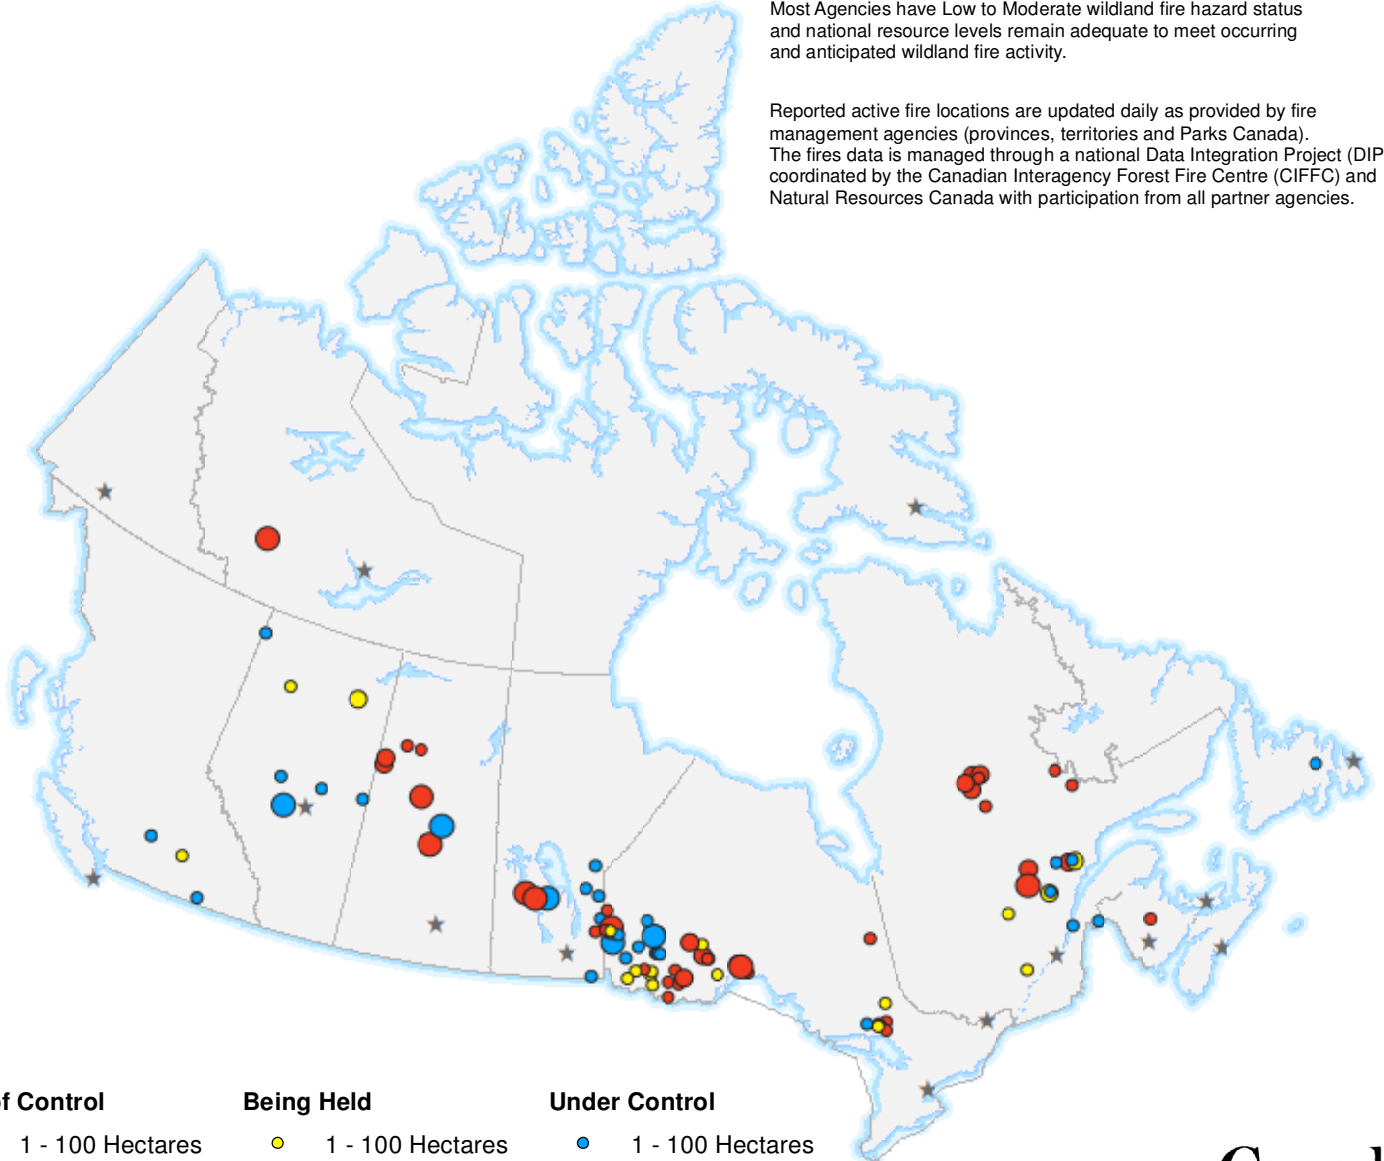 Most Agencies have Low to Moderate wildland fire hazard status
and national resource levels remain adequate to meet occurring
and anticipated wildland fire activity.
Reported active fire locations are updated daily as provided by fire
management agencies (provinces, territories and Parks Canada).
The fires data is managed through a national Data Integration Project (DIP
coordinated by the Canadian Interagency Forest Fire Centre (CIFFC) and
Natural Resources Canada with participation from all partner agencies.
f Control Being Held Under Control
1 - 100 Hectares 1 - 100 Hectares 1 - 100 Hectares